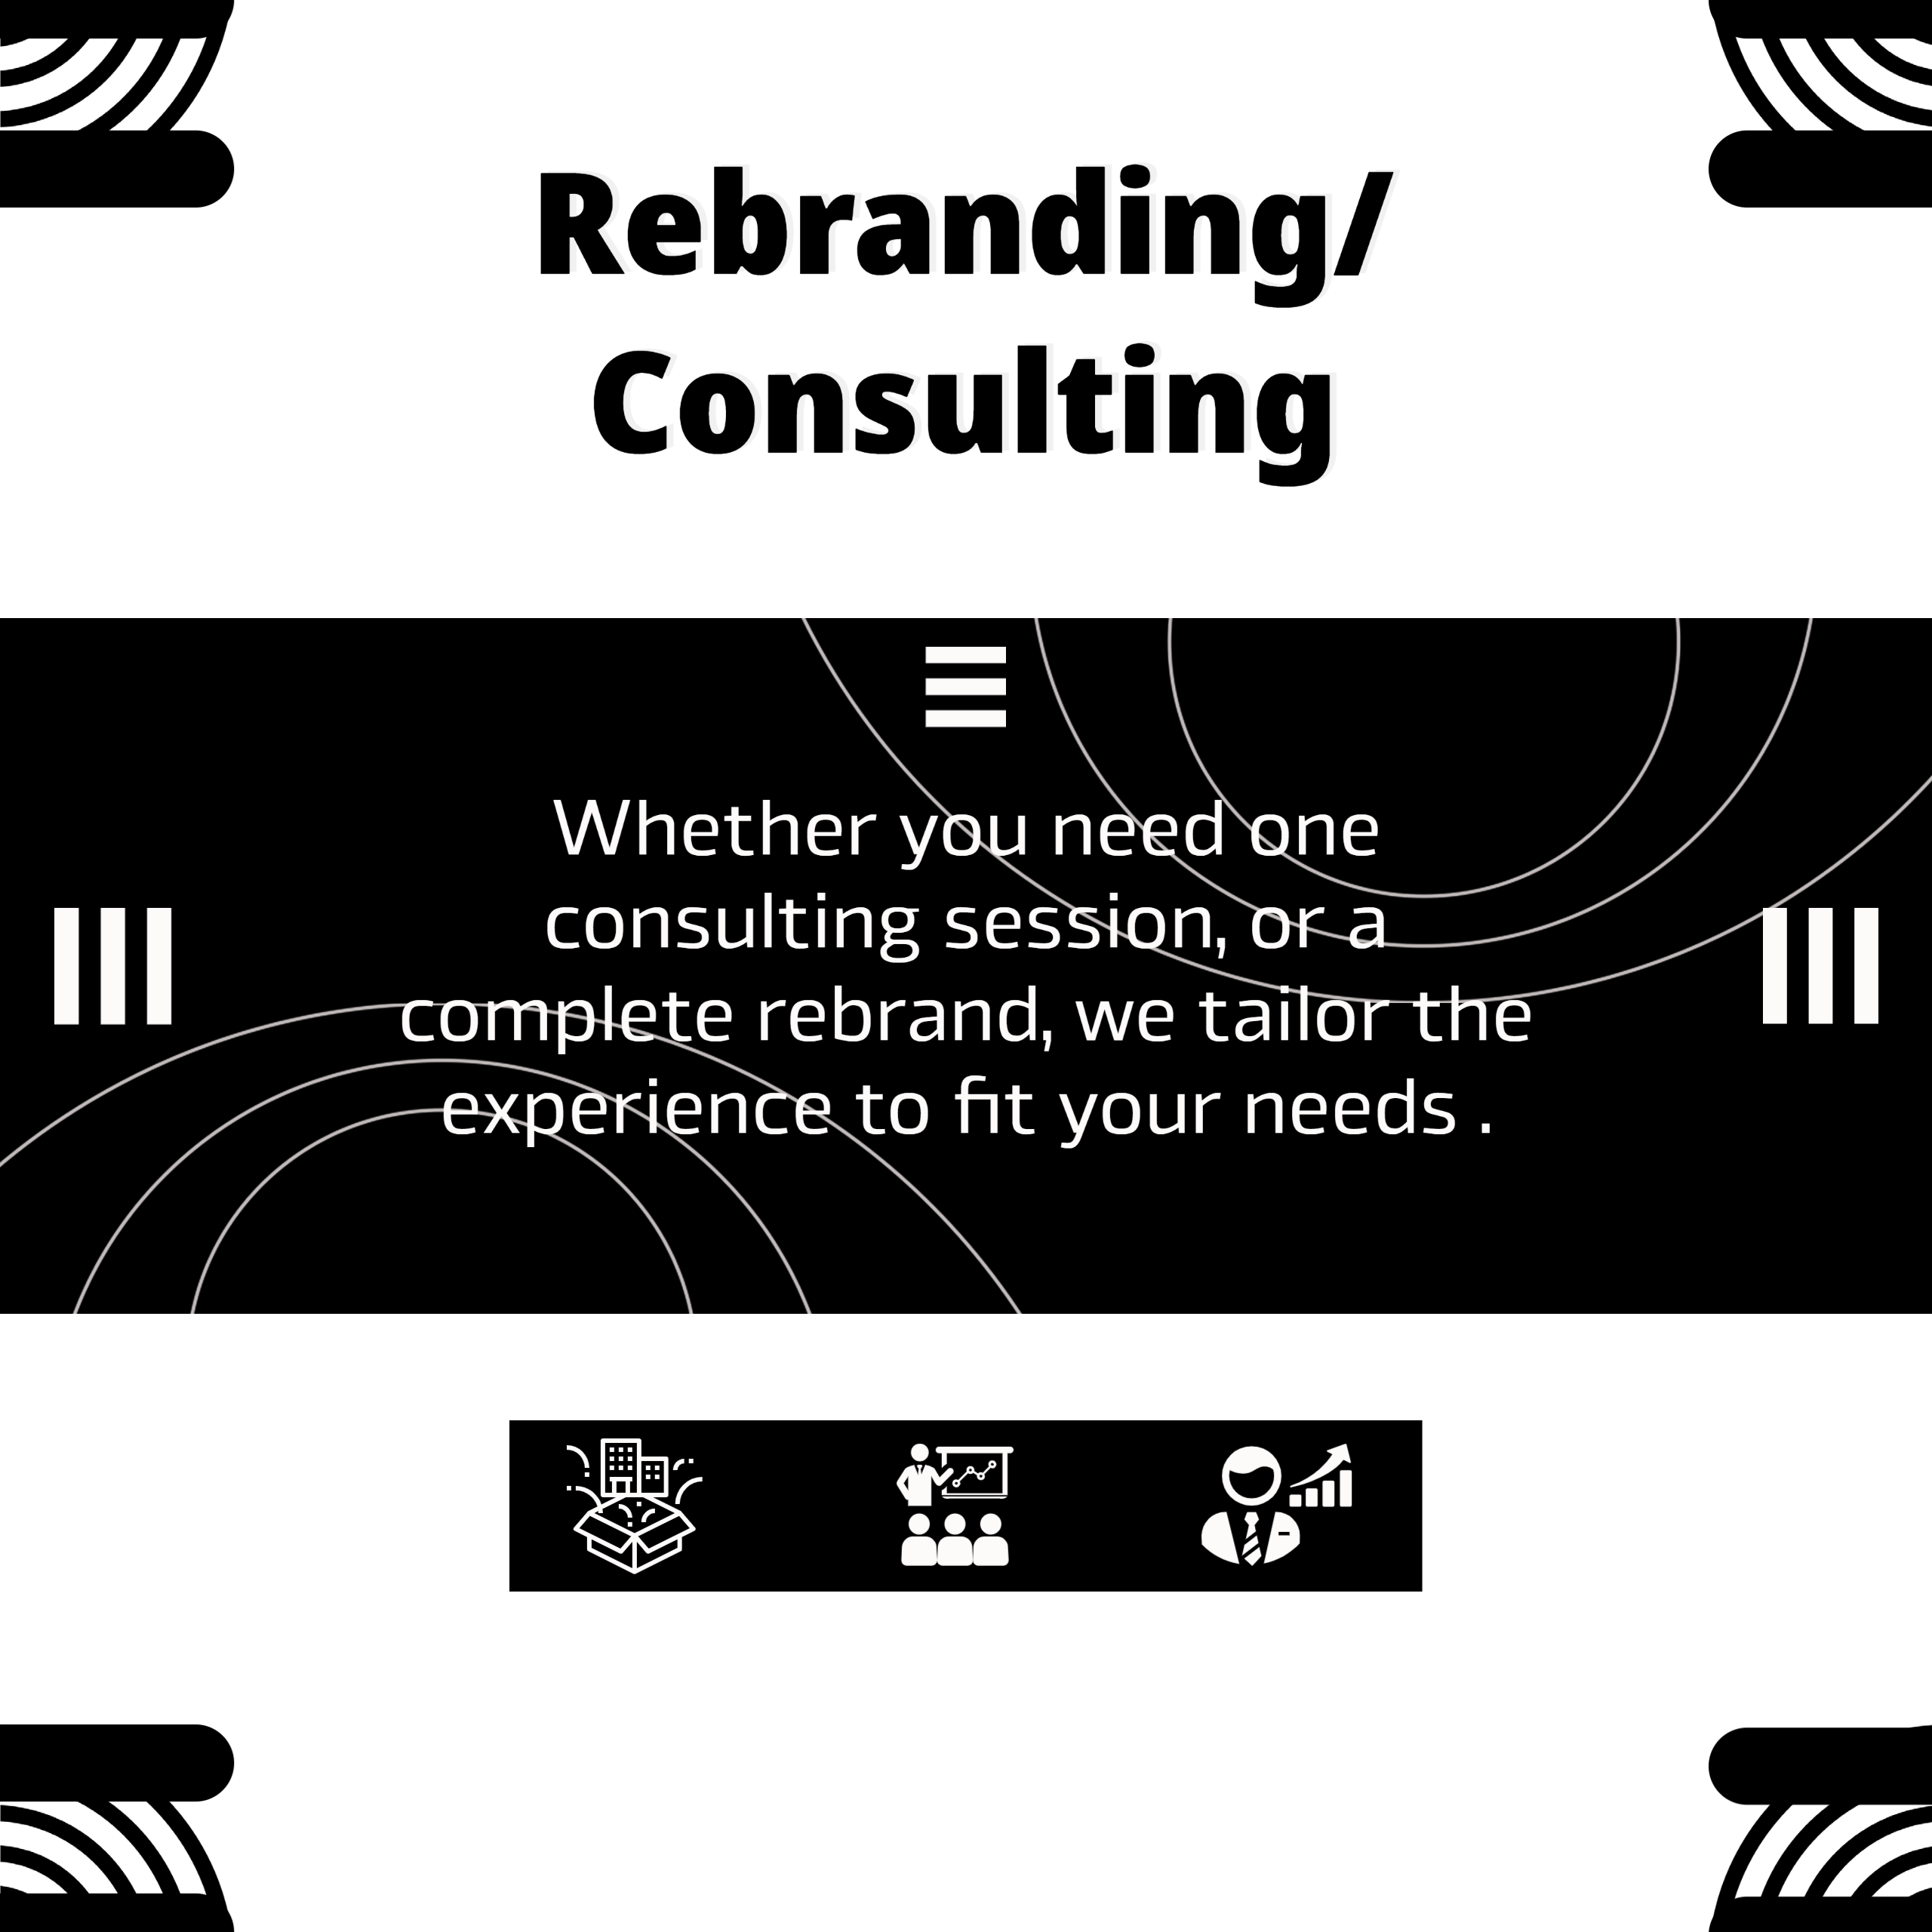 Rebranding/
Consulting
Whether you need one
consulting session, or a
complete rebrand, we tailor the
experience to fit your needs .